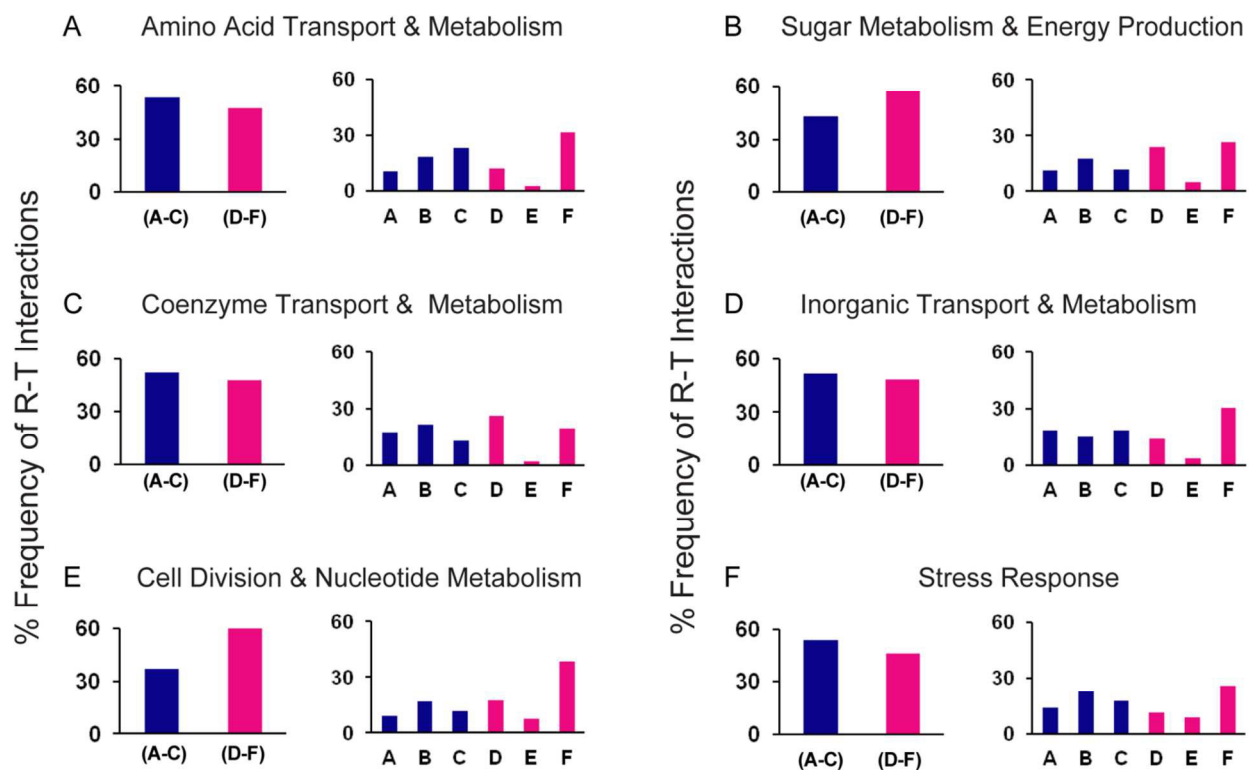 A Amino Acid Transport & Metabolism
60
30
0
(A-C) (D-F)
60
30
0
A B C D E F
B Sugar Metabolism & Energy Production
60
30
0
(A-C) (D-F)
60
30
0
A B C D E F
C Coenzyme Transport & Metabolism
60
30
0
(A-C) (D-F)
60
30
0
A B C D E F
D Inorganic Transport & Metabolism
60
30
0
(A-C) (D-F)
60
30
0
A B C D E F
E Cell Division & Nucleotide Metabolism
60
30
0
(A-C) (D-F)
60
30
0
A B C D E F
F Stress Response
60
30
0
(A-C) (D-F)
60
30
0
A B C D E F
% Frequency of R-T Interactions
% Frequency of R-T Interactions